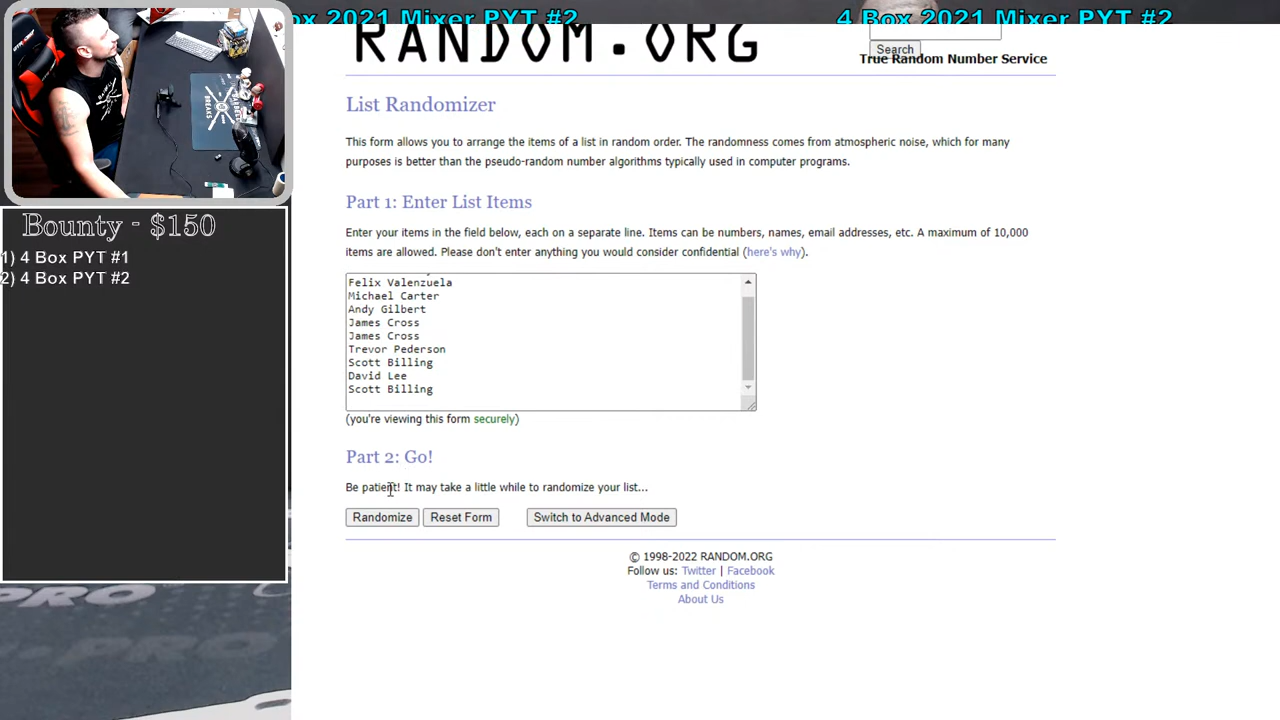 ox 2021 Mixer PYT #2
4 Box 2021 Mixer PYT #2
RANDOM.ORG
Search
True Random Number Service
List Randomizer
This form allows you to arrange the items of a list in random order. The randomness comes from atmospheric noise, which for many
purposes is better than the pseudo-random number algorithms typically used in computer programs.
Part 1: Enter List Items
Enter your items in the field below, each on a separate line. Items can be numbers, names, email addresses, etc. A maximum of 10,000
items are allowed. Please don't enter anything you would consider confidential (here's why).
Felix Valenzuela
Michael Carter
Andy Gilbert
James Cross
James Cross
Trevor Pederson
Scott Billing
David Lee
Scott Billing
(you're viewing this form securely)
Part 2: Go!
Be patient! It may take a little while to randomize your list...
Randomize
Reset Form
Switch to Advanced Mode
© 1998-2022 RANDOM.ORG
Follow us: Twitter | Facebook
Terms and Conditions
About Us
Bounty - $150
1) 4 Box PYT #1
2) 4 Box PYT #2
BREAKS
PRO